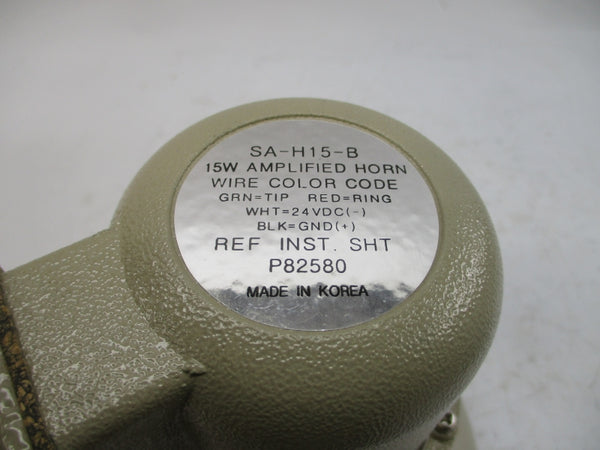 SA-H15-B
15W AMPLIFIED HORN
WIRE COLOR CODE
GRN=TIP RED=RING
WHT=24VDC(-)
BLK=GND(+)
REF INST. SHT
P82580
MADE IN KOREA